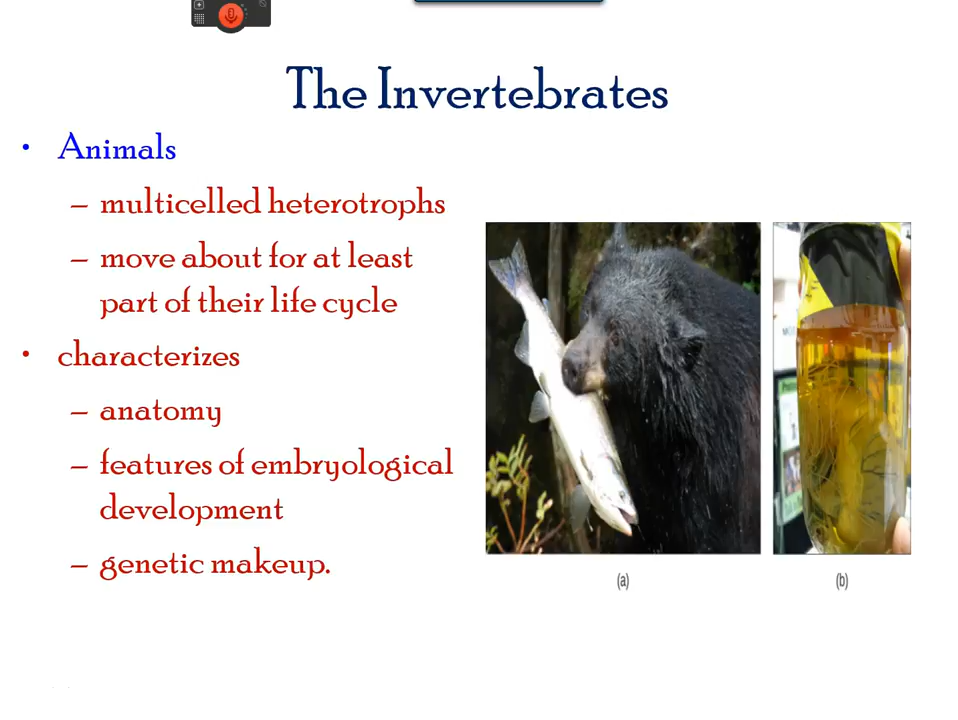 The Invertebrates
• Animals
– multicelled heterotrophs
– move about for at least
part of their life cycle
• characterizes
– anatomy
– features of embryological
development
– genetic makeup.
(a)
(b)